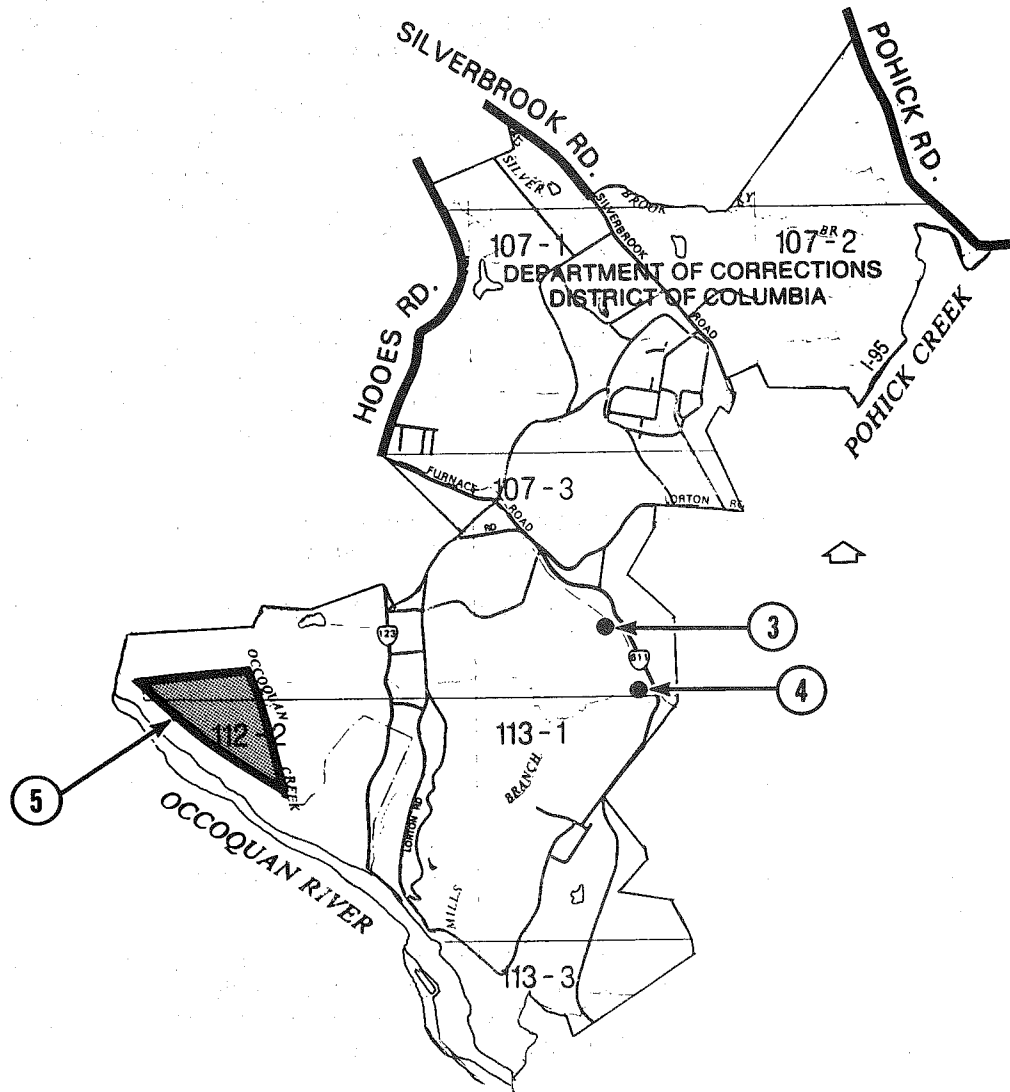 SILVERBROOK RD.
POHICK RD.
SILVER
BROOK
SILVERBROOK
ROAD
107-1
107-2
BR
DEPARTMENT OF CORRECTIONS
DISTRICT OF COLUMBIA
HOOES RD.
I-95
POHICK CREEK
FURNACE
ROAD
107-3
LORTON RD
RD
123
3
611
4
OCCOQUAN
CREEK
113-1
5
BRANCH
LORTON RD
OCCOQUAN RIVER
MILLS
113-3